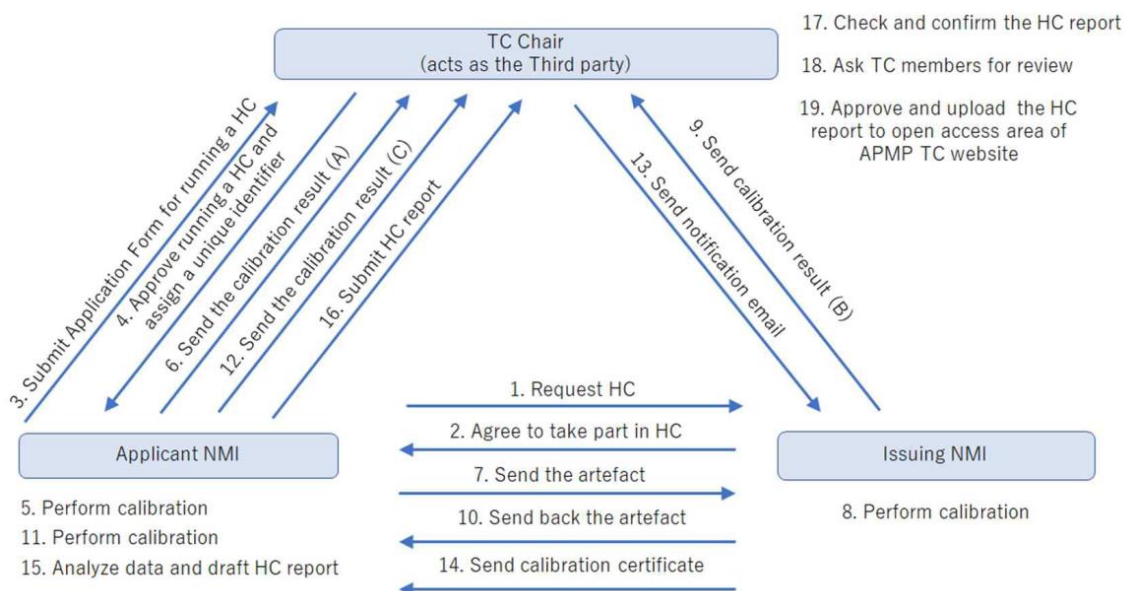 TC Chair
(acts as the Third party)
17. Check and confirm the HC report
18. Ask TC members for review
19. Approve and upload the HC
report to open access area of
APMP TC website
3. Submit Application Form for running a HC
4. Approve running a HC and
assign a unique identifier
6. Send the calibration result (A)
12. Send the calibration result (C)
16. Submit HC report
13. Send notification email
9. Send calibration result (B)
1. Request HC
2. Agree to take part in HC
7. Send the artefact
10. Send back the artefact
14. Send calibration certificate
Applicant NMI
5. Perform calibration
11. Perform calibration
15. Analyze data and draft HC report
Issuing NMI
8. Perform calibration